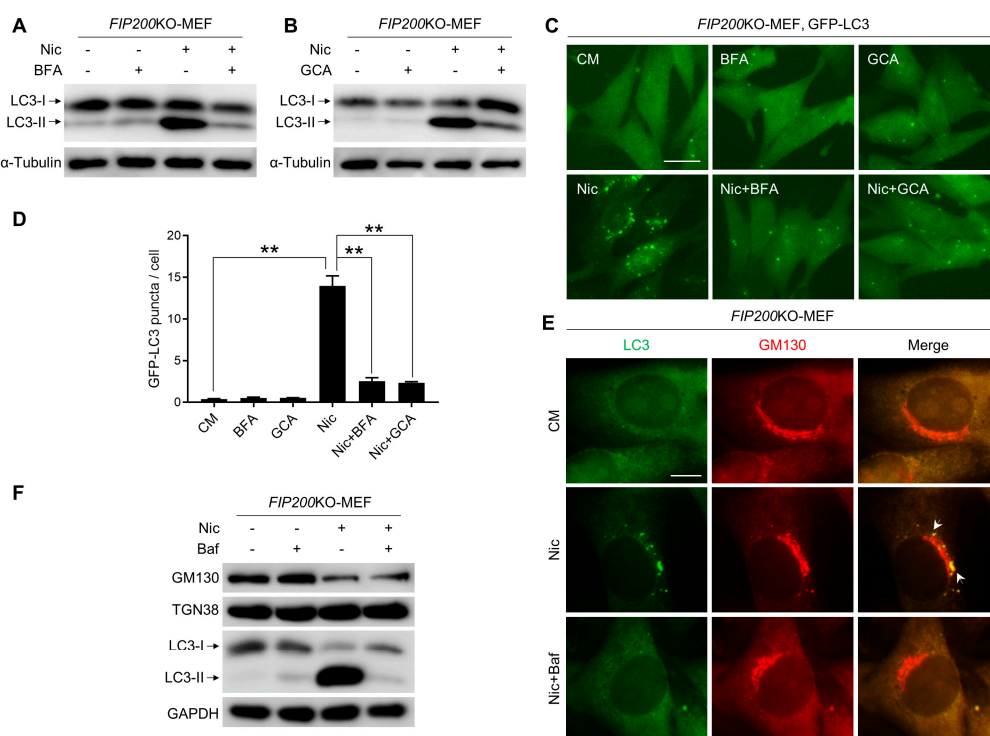 A
FIP200KO-MEF
Nic - - + +
BFA - + - +
LC3-I
LC3-II
α-Tubulin
B
FIP200KO-MEF
Nic - - + +
GCA - + - +
LC3-I
LC3-II
α-Tubulin
C
FIP200KO-MEF, GFP-LC3
CM BFA GCA
Nic Nic+BFA Nic+GCA
D
GFP-LC3 puncta / cell
20
15
10
5
0
**
**
**
CM BFA GCA Nic Nic+BFA Nic+GCA
E
FIP200KO-MEF
LC3 GM130 Merge
CM
Nic
Nic+Baf
F
FIP200KO-MEF
Nic - - + +
Baf - + - +
GM130
TGN38
LC3-I
LC3-II
GAPDH